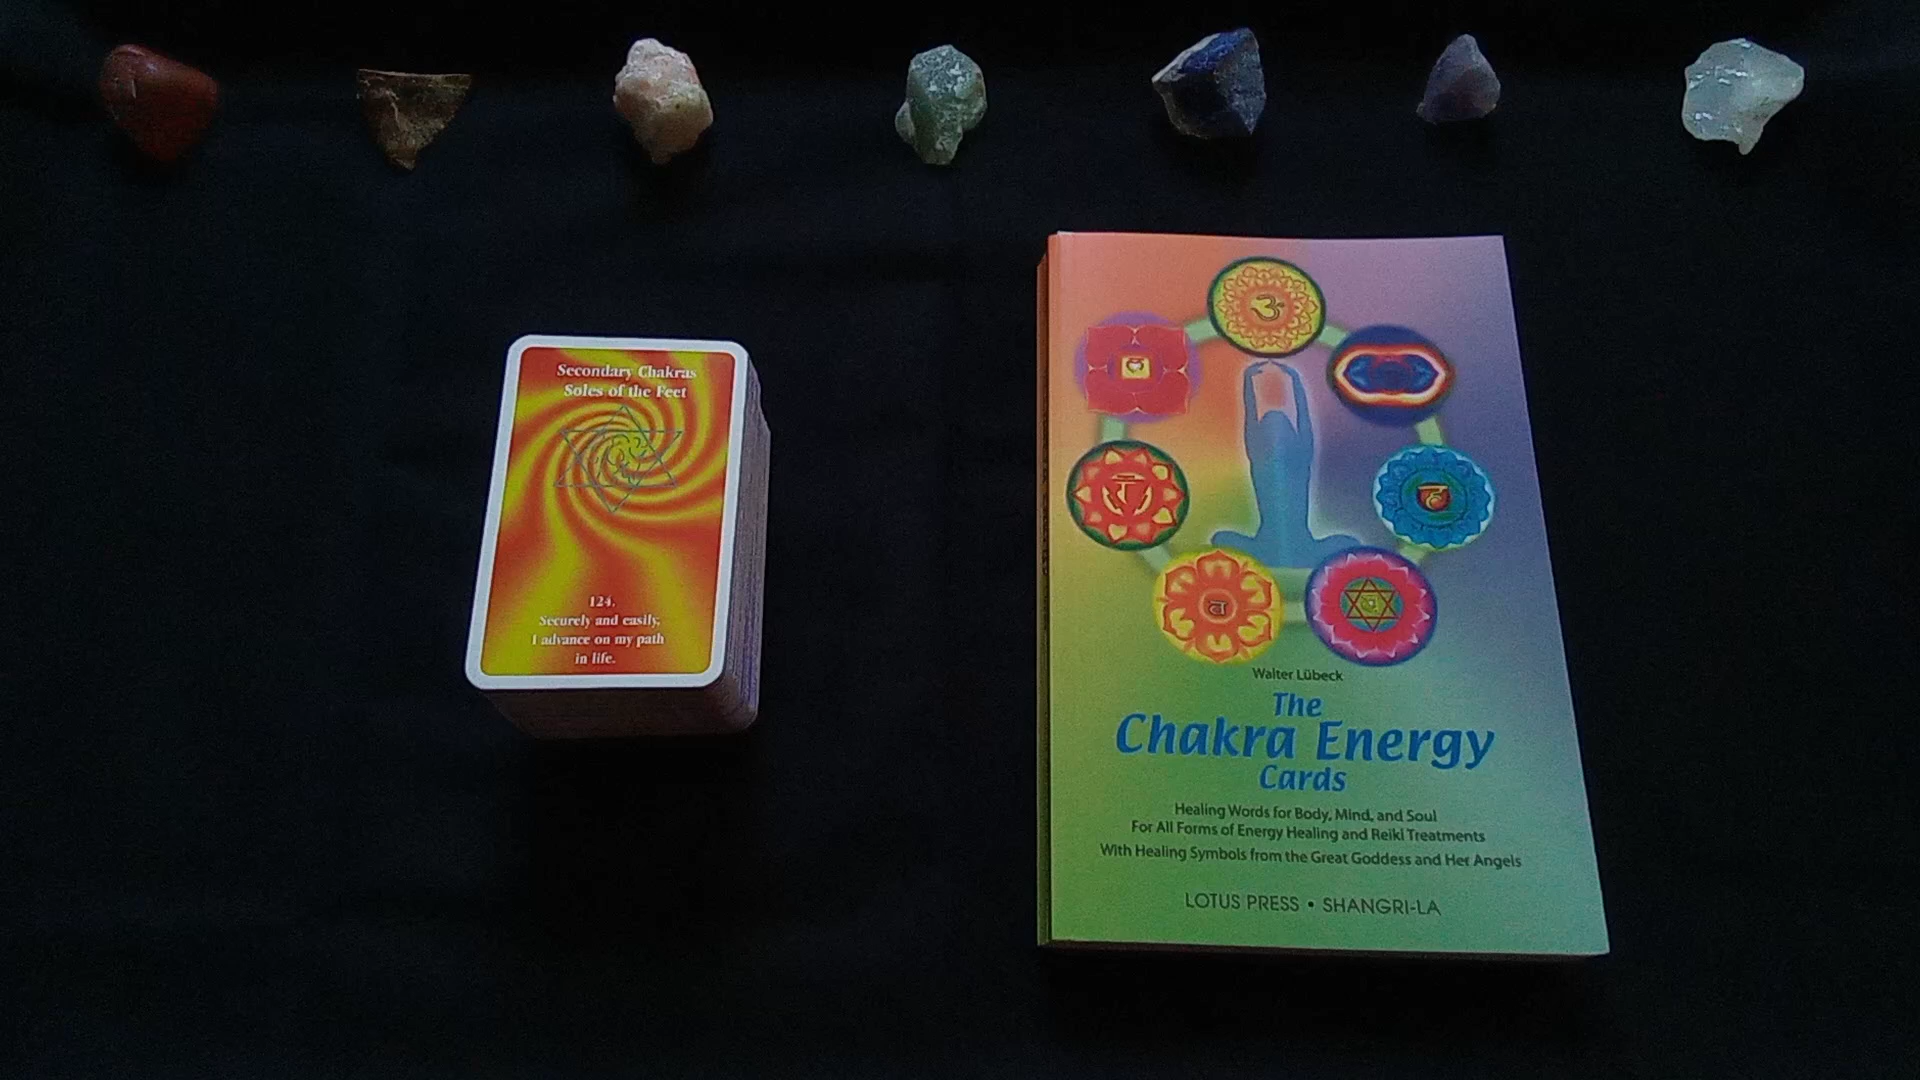 Secondary Chakras
Soles of the Feet
124.
Securely and easily,
I advance on my path
in life.
Walter Lübeck
The
Chakra Energy
Cards
Healing Words for Body, Mind, and Soul
For All Forms of Energy Healing and Reiki Treatments
With Healing Symbols from the Great Goddess and Her Angels
LOTUS PRESS • SHANGRI-LA